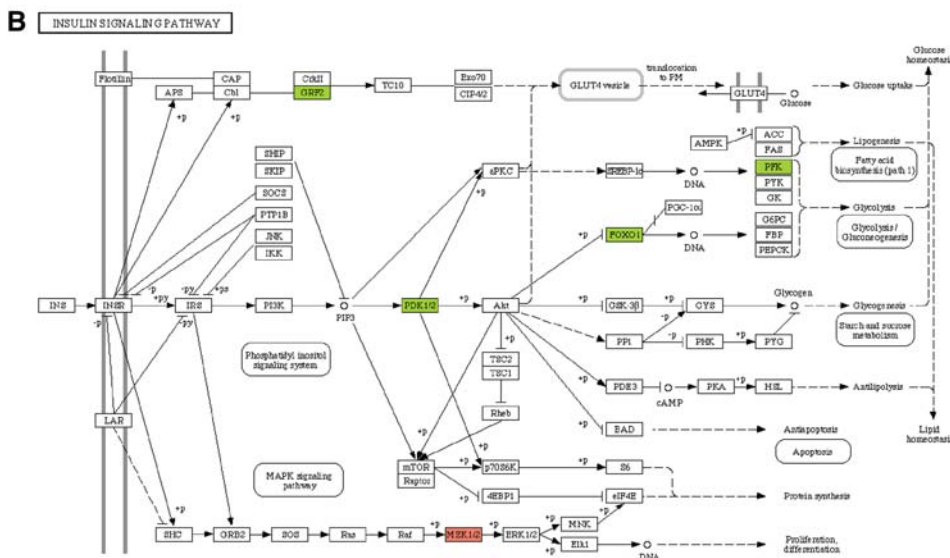 B
INSULIN SIGNALING PATHWAY
Glucose homeostasis
Flotillin
CAP
CrkII
Exo70
translocation to PM
APS
Cbl
GRF2
TC10
CIP4/2
GLUT4 vesicle
GLUT4
Glucose
Glucose uptake
+p
+p
AMPK
+p
ACC
FAS
Lipogenesis
SHIP
SKIP
aPKC
SREBP-1c
DNA
PFK
PYK
GK
Fatty acid biosynthesis (path 1)
SOCS
+p
PTP1B
PGC-1α
JNK
IKK
+p
FOXO1
DNA
G6PC
FBP
PEPCK
Glycolysis
Glycolysis / Gluconeogenesis
-p
+py
-py
+ps
INS
INSR
IRS
PI3K
PIP3
+p
PDK1/2
+p
Akt
+p
GSK-3β
+p
GYS
Glycogen
Glycogenesis
-p
-py
-p
PP1
-p
PHK
+p
PYG
Starch and sucrose metabolism
Phosphatidyl inositol signaling system
+p
TSC2
TSC1
+p
PDE3
cAMP
PKA
+p
HSL
Antilipolysis
LAR
Rheb
+p
+p
+p
BAD
Antiapoptosis
Lipid homeostasis
Apoptosis
MAPK signaling pathway
mTOR
Raptor
+p
p70S6K
+p
S6
+p
4EBP1
eIF4E
Protein synthesis
+p
+p
+p
+p
MNK
+p
SHC
GRB2
SOS
Ras
Raf
MEK1/2
ERK1/2
+p
Elk1
DNA
Proliferation, differentiation